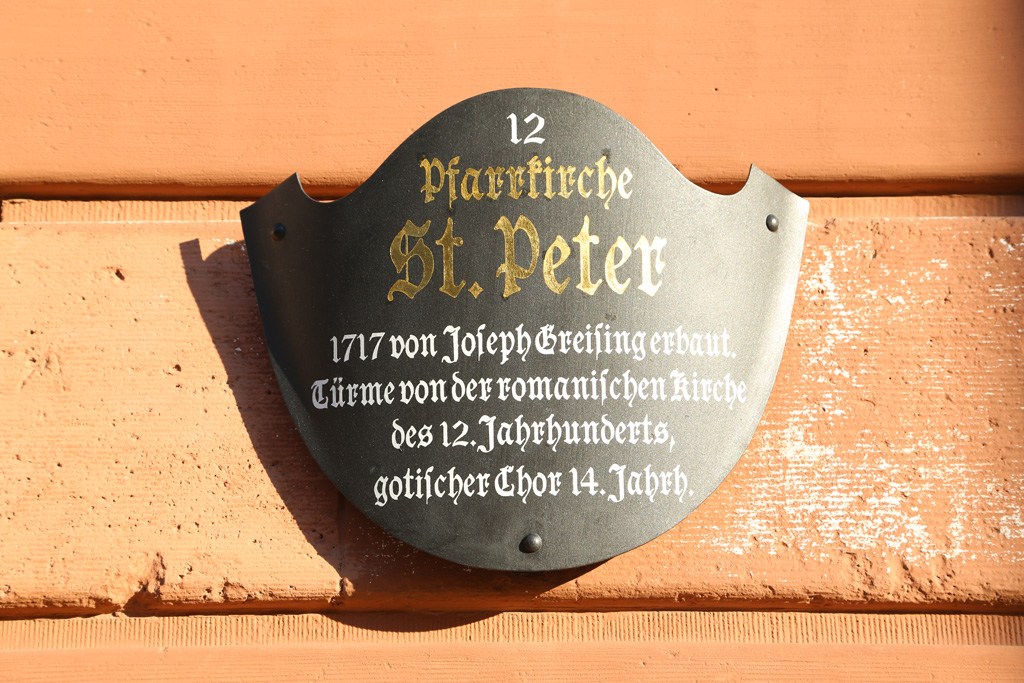 12
Pfarrkirche
St. Peter
1717 von Joſeph Greiſing erbaut.
Türme von der romaniſchen Kirche
des 12. Jahrhunderts,
gotiſcher Chor 14. Jahrh.